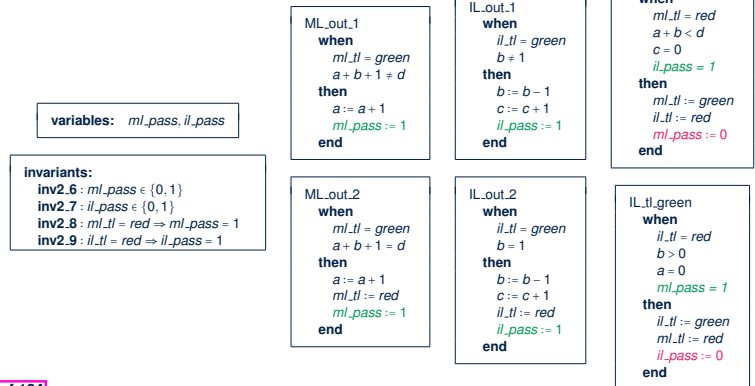 variables: ml_pass, il_pass
invariants:
inv2_6 : ml_pass ∈ {0, 1}
inv2_7 : il_pass ∈ {0, 1}
inv2_8 : ml_tl = red ⇒ ml_pass = 1
inv2_9 : il_tl = red ⇒ il_pass = 1
ML_out_1
when
ml_tl = green
a + b + 1 ≠ d
then
a := a + 1
ml_pass := 1
end
ML_out_2
when
ml_tl = green
a + b + 1 = d
then
a := a + 1
ml_tl := red
ml_pass := 1
end
IL_out_1
when
il_tl = green
b ≠ 1
then
b := b − 1
c := c + 1
il_pass := 1
end
IL_out_2
when
il_tl = green
b = 1
then
b := b − 1
c := c + 1
il_tl := red
il_pass := 1
end
when
ml_tl = red
a + b < d
c = 0
il_pass = 1
then
ml_tl := green
il_tl := red
ml_pass := 0
end
IL_tl_green
when
il_tl = red
b > 0
a = 0
ml_pass = 1
then
il_tl := green
ml_tl := red
il_pass := 0
end